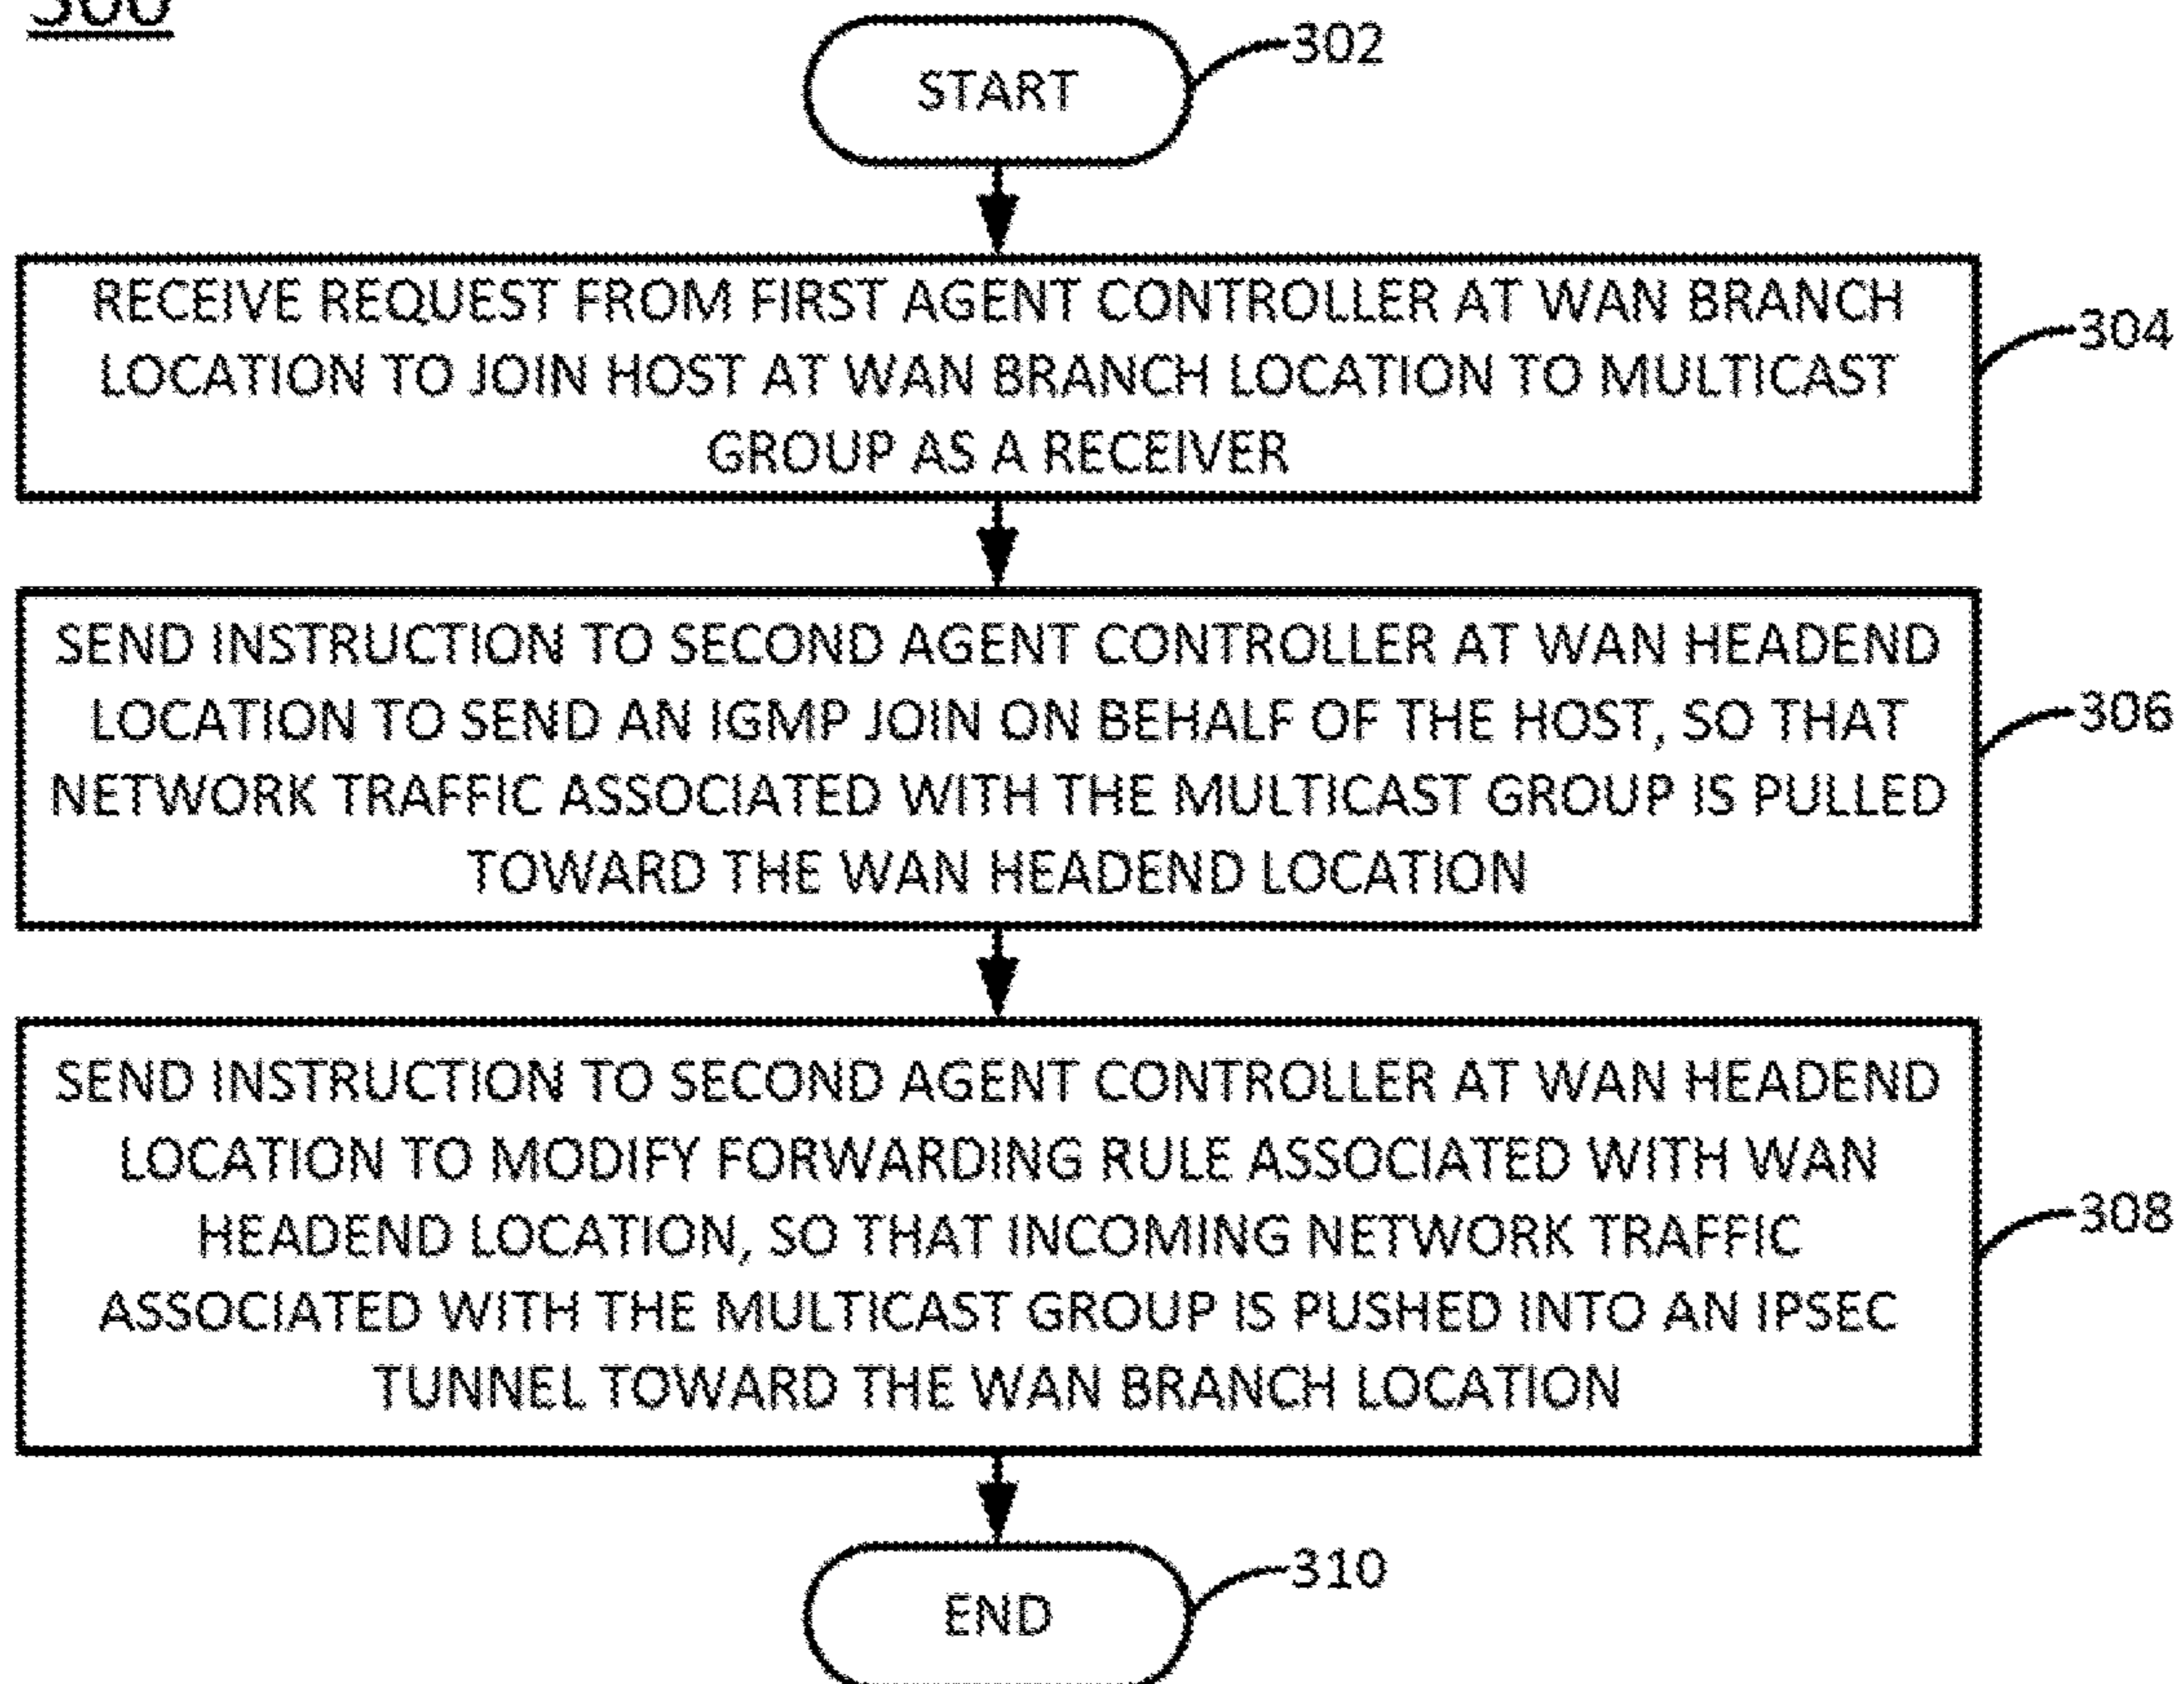 300
START
302
RECEIVE REQUEST FROM FIRST AGENT CONTROLLER AT WAN BRANCH
LOCATION TO JOIN HOST AT WAN BRANCH LOCATION TO MULTICAST
GROUP AS A RECEIVER
304
SEND INSTRUCTION TO SECOND AGENT CONTROLLER AT WAN HEADEND
LOCATION TO SEND AN IGMP JOIN ON BEHALF OF THE HOST, SO THAT
NETWORK TRAFFIC ASSOCIATED WITH THE MULTICAST GROUP IS PULLED
TOWARD THE WAN HEADEND LOCATION
306
SEND INSTRUCTION TO SECOND AGENT CONTROLLER AT WAN HEADEND
LOCATION TO MODIFY FORWARDING RULE ASSOCIATED WITH WAN
HEADEND LOCATION, SO THAT INCOMING NETWORK TRAFFIC
ASSOCIATED WITH THE MULTICAST GROUP IS PUSHED INTO AN IPSEC
TUNNEL TOWARD THE WAN BRANCH LOCATION
308
END
310